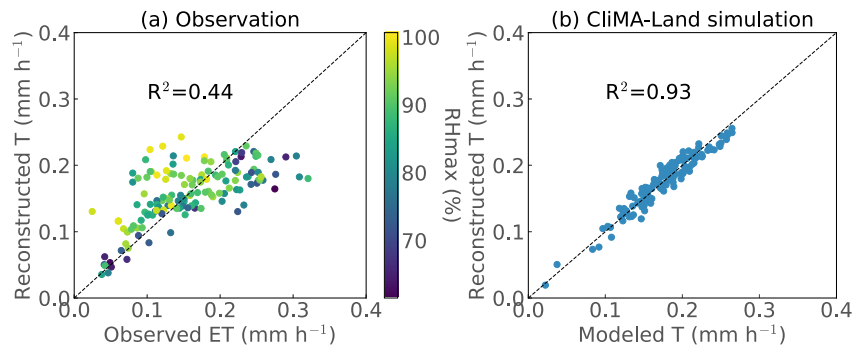 (a) Observation
R²=0.44
Reconstructed T (mm h⁻¹)
0.4
0.3
0.2
0.1
0.0
0 0.1 0.2 0.3 0.4
Observed ET (mm h⁻¹)
100
90
80
70
RHmax (%)
(b) CliMA-Land simulation
R²=0.93
Reconstructed T (mm h⁻¹)
0.4
0.3
0.2
0.1
0.0
0 0.1 0.2 0.3 0.4
Modeled T (mm h⁻¹)